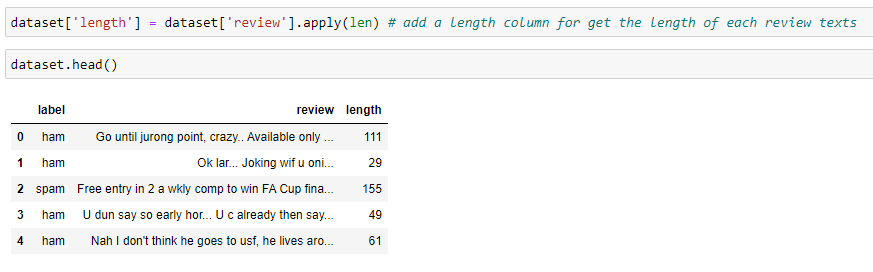 dataset['length'] = dataset['review'].apply(len) # add a length column for get the length of each review texts
dataset.head()
label review length
0 ham Go until jurong point, crazy.. Available only ... 111
1 ham Ok lar... Joking wif u oni... 29
2 spam Free entry in 2 a wkly comp to win FA Cup fina... 155
3 ham U dun say so early hor... U c already then say... 49
4 ham Nah I don't think he goes to usf, he lives aro... 61